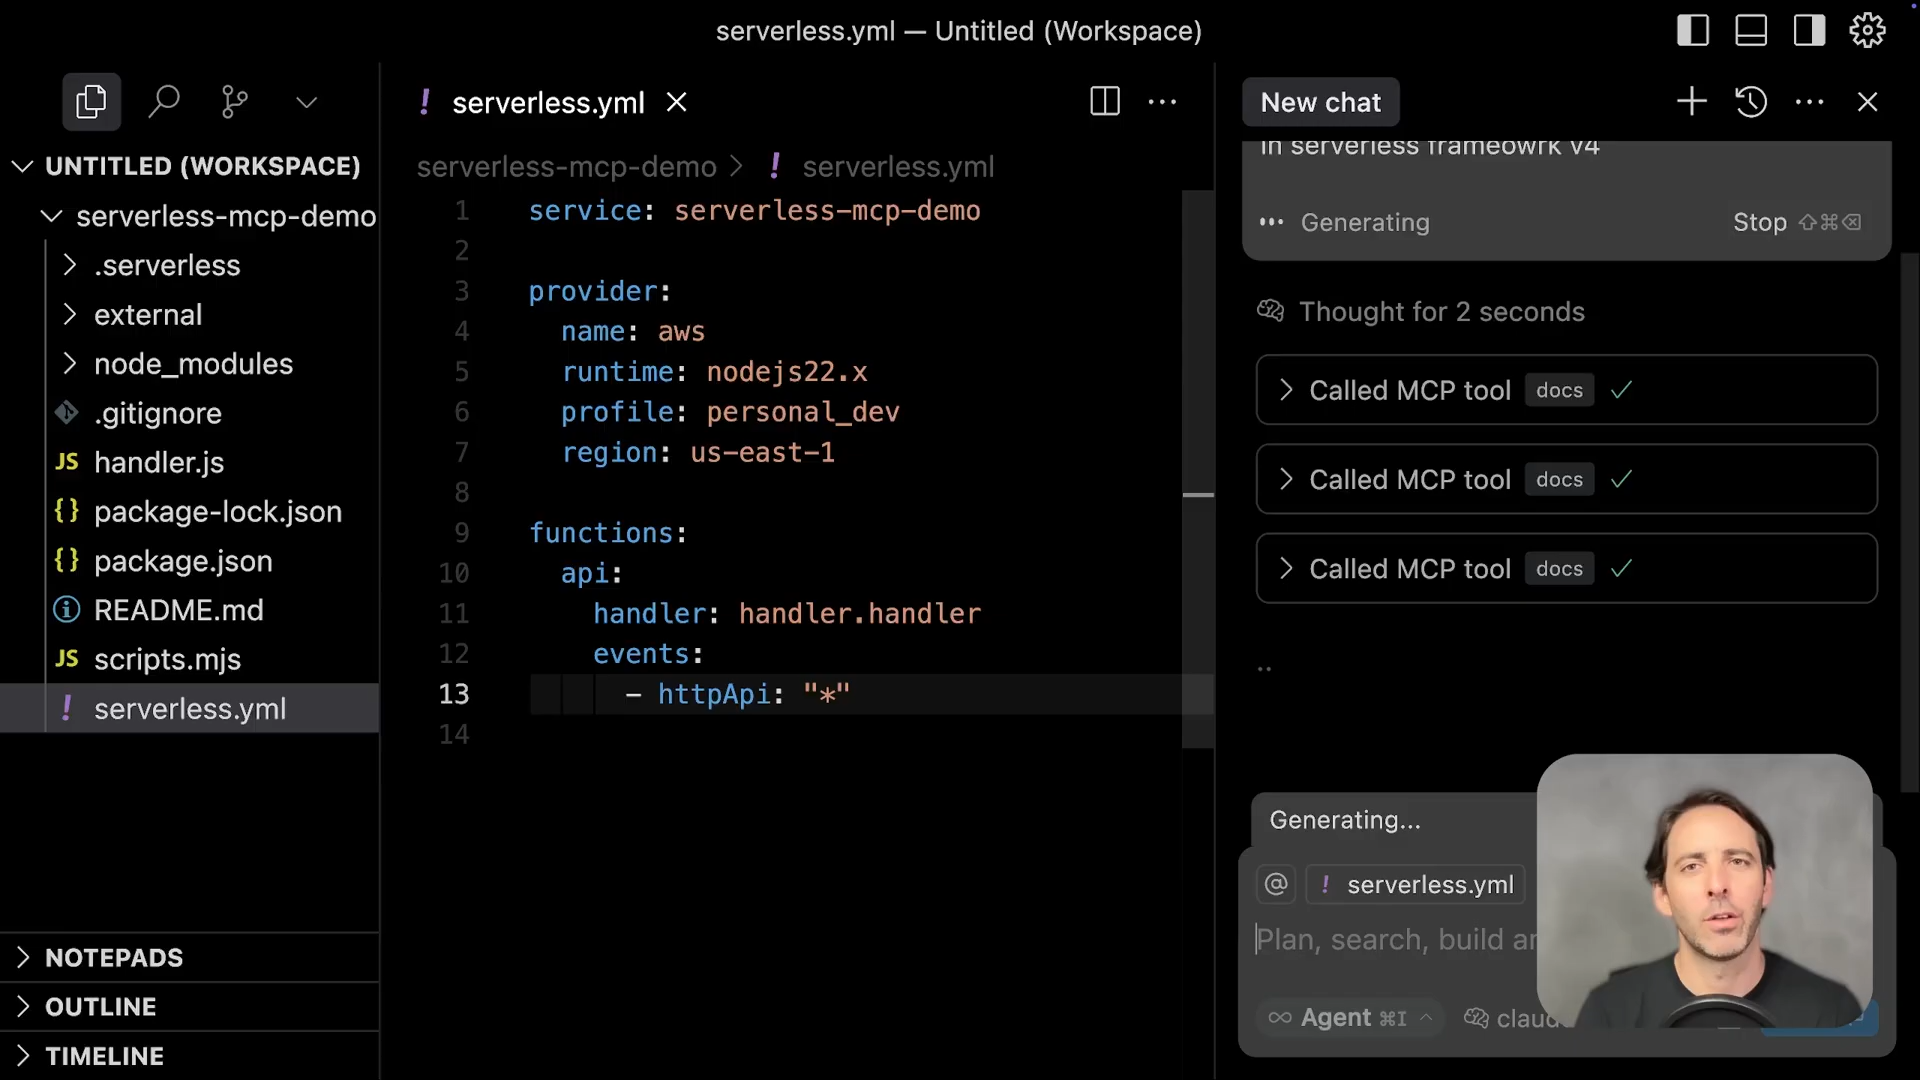 serverless.yml — Untitled (Workspace)
UNTITLED (WORKSPACE)
serverless-mcp-demo
.serverless
external
node_modules
.gitignore
JS handler.js
{} package-lock.json
{} package.json
README.md
JS scripts.mjs
! serverless.yml
NOTEPADS
OUTLINE
TIMELINE
! serverless.yml
serverless-mcp-demo > ! serverless.yml
1 service: serverless-mcp-demo
2
3 provider:
4 name: aws
5 runtime: nodejs22.x
6 profile: personal_dev
7 region: us-east-1
8
9 functions:
10 api:
11 handler: handler.handler
12 events:
13 - httpApi: "*"
14
New chat
in serverless frameowrk v4
••• Generating Stop ⇧⌘⌫
Thought for 2 seconds
Called MCP tool docs ✓
Called MCP tool docs ✓
Called MCP tool docs ✓
..
Generating...
@ ! serverless.yml
Plan, search, build
∞ Agent ⌘I